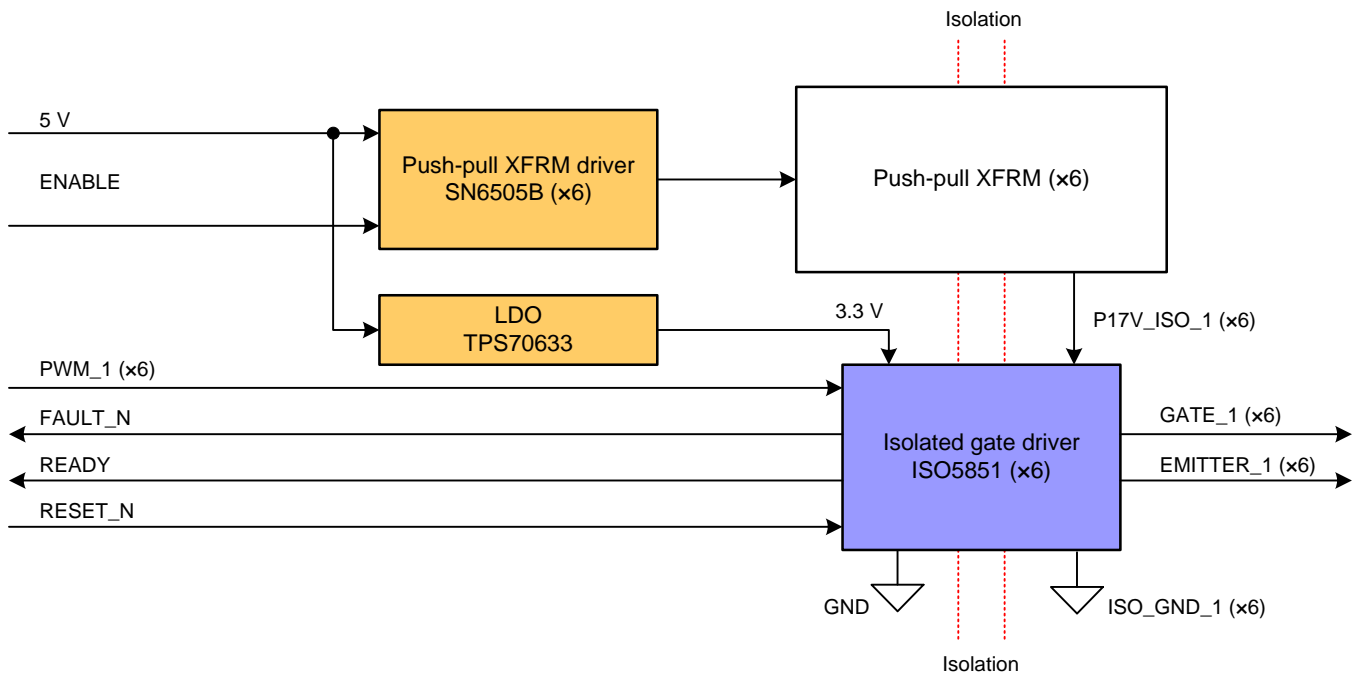 Isolation
5 V
ENABLE
Push-pull XFRM driver
SN6505B (×6)
Push-pull XFRM (×6)
LDO
TPS70633
3.3 V
P17V_ISO_1 (×6)
PWM_1 (×6)
FAULT_N
READY
RESET_N
Isolated gate driver
ISO5851 (×6)
GATE_1 (×6)
EMITTER_1 (×6)
GND
ISO_GND_1 (×6)
Isolation